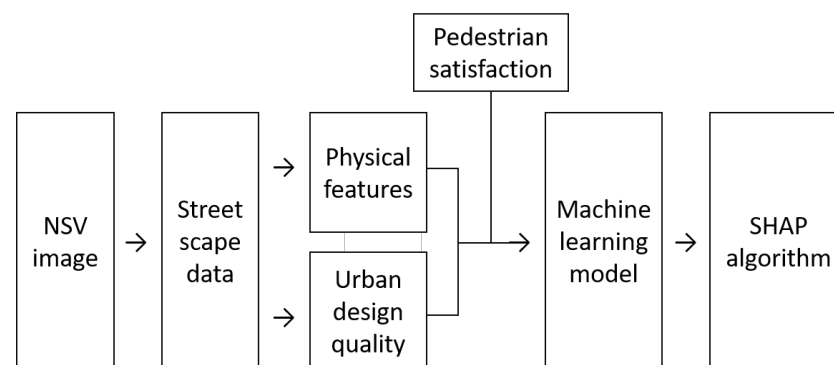 Pedestrian
satisfaction
NSV
image
Street
scape
data
Physical
features
Urban
design
quality
Machine
learning
model
SHAP
algorithm